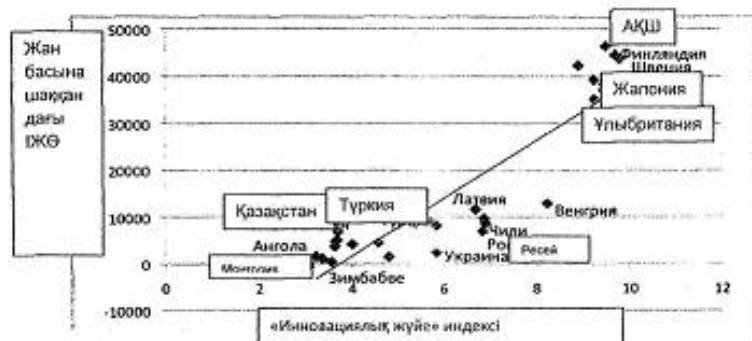 Жан
басына
шаққан
дағы
ІЖӨ
50000
40000
30000
20000
10000
0
-10000
АҚШ
Финляндия
Швеция
Жапония
Ұлыбритания
Қазақстан
Түркия
Латвия
Венгрия
Чили
Рос
Ресей
Украина
Ангола
Монголия
Зимбабве
0 2 4 6 8 10 12
«Инновациялық жүйе» индексі